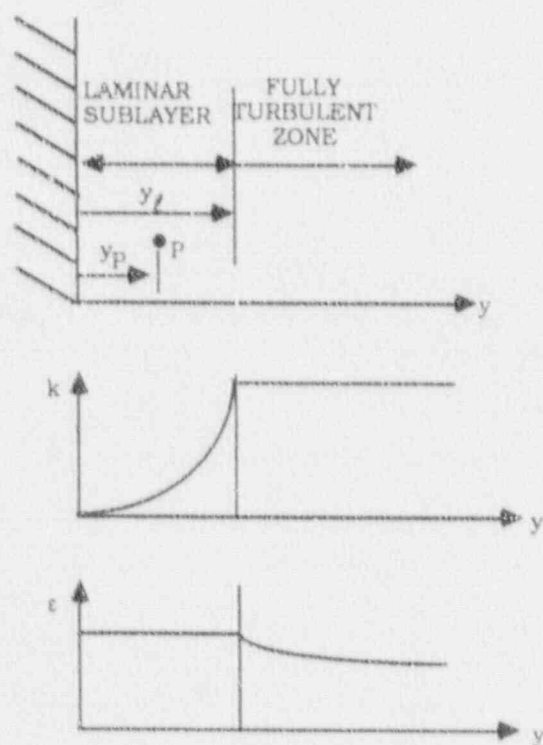 LAMINAR
SUBLAYER
FULLY
TURBULENT
ZONE
yℓ
yP
P
y
k
y
ε
y